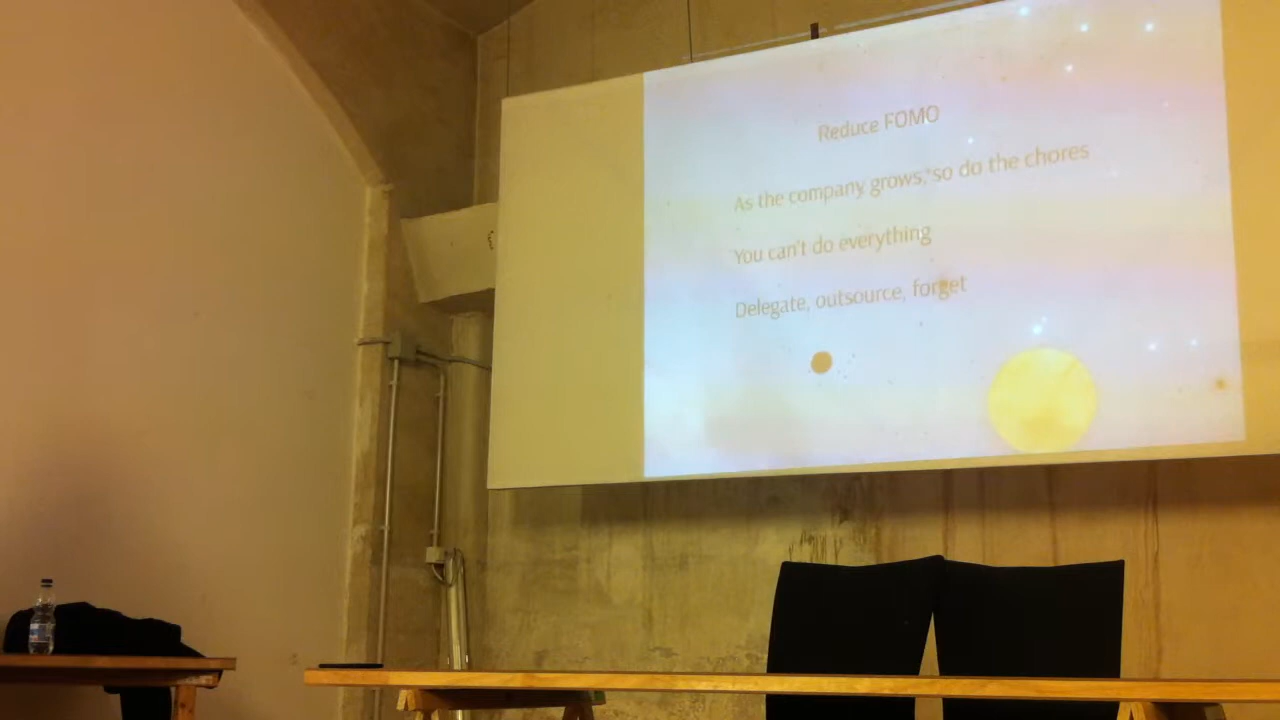 Reduce FOMO
As the company grows, so do the chores
You can't do everything
Delegate, outsource, forget